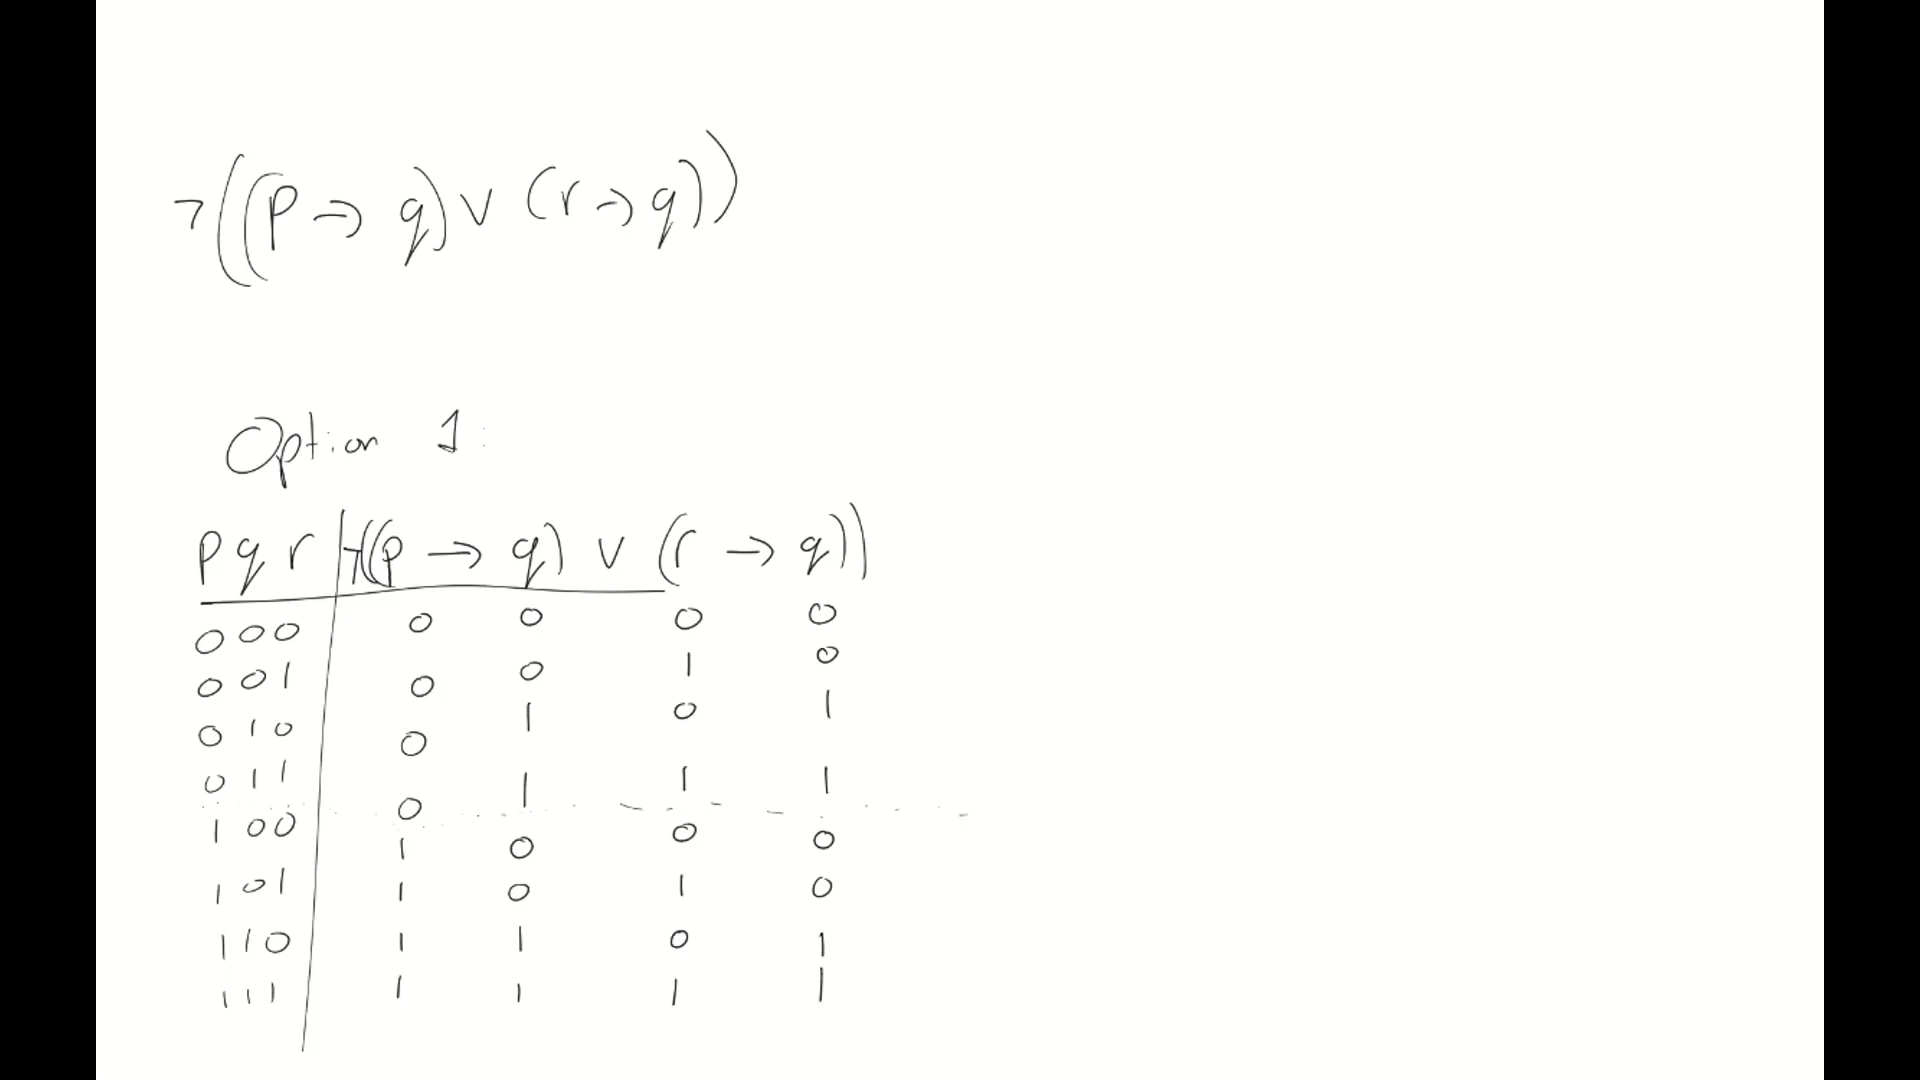 ¬((p → q) ∨ (r → q))
Option 1:
p q r | ¬((p → q) ∨ (r → q))
0 0 0 | 0 0 0 0
0 0 1 | 0 0 1 0
0 1 0 | 0 1 0 1
0 1 1 | 0 1 1 1
1 0 0 | 1 0 0 0
1 0 1 | 1 0 1 0
1 1 0 | 1 1 0 1
1 1 1 | 1 1 1 1